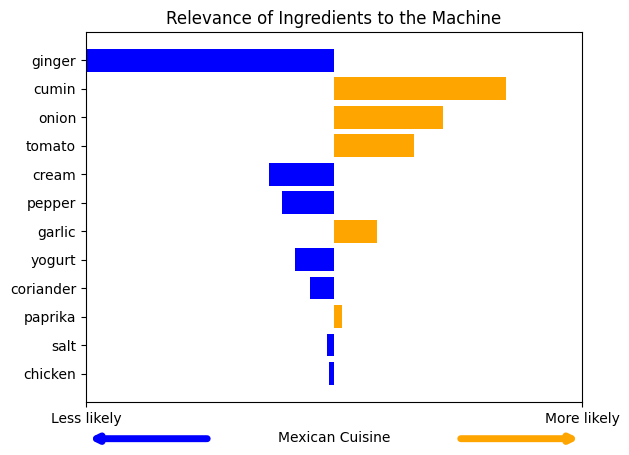 Relevance of Ingredients to the Machine
ginger
cumin
onion
tomato
cream
pepper
garlic
yogurt
coriander
paprika
salt
chicken
Less likely
More likely
Mexican Cuisine